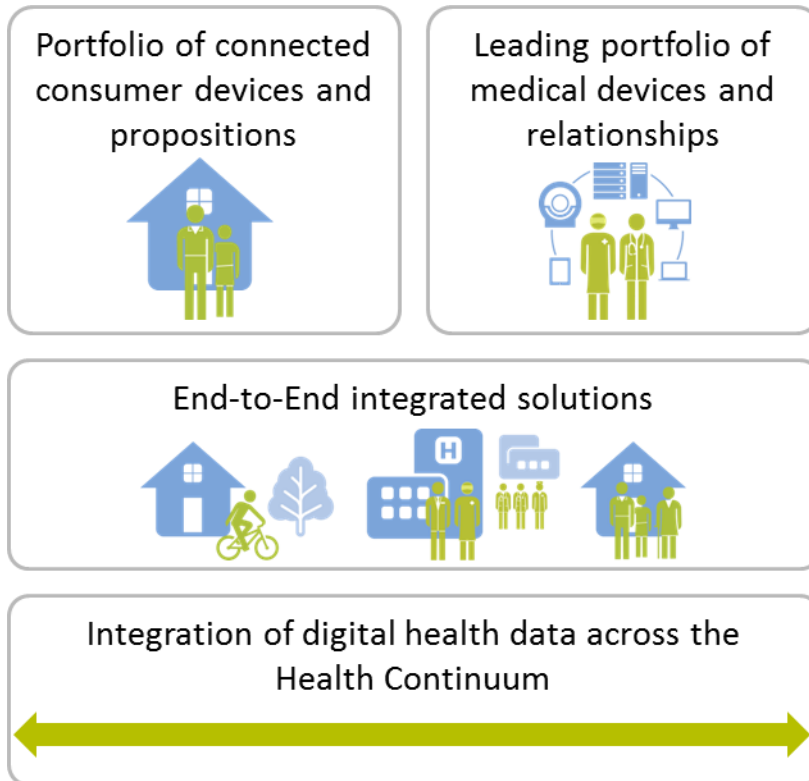 Portfolio of connected
consumer devices and
propositions
Leading portfolio of
medical devices and
relationships
End-to-End integrated solutions
H
Integration of digital health data across the
Health Continuum